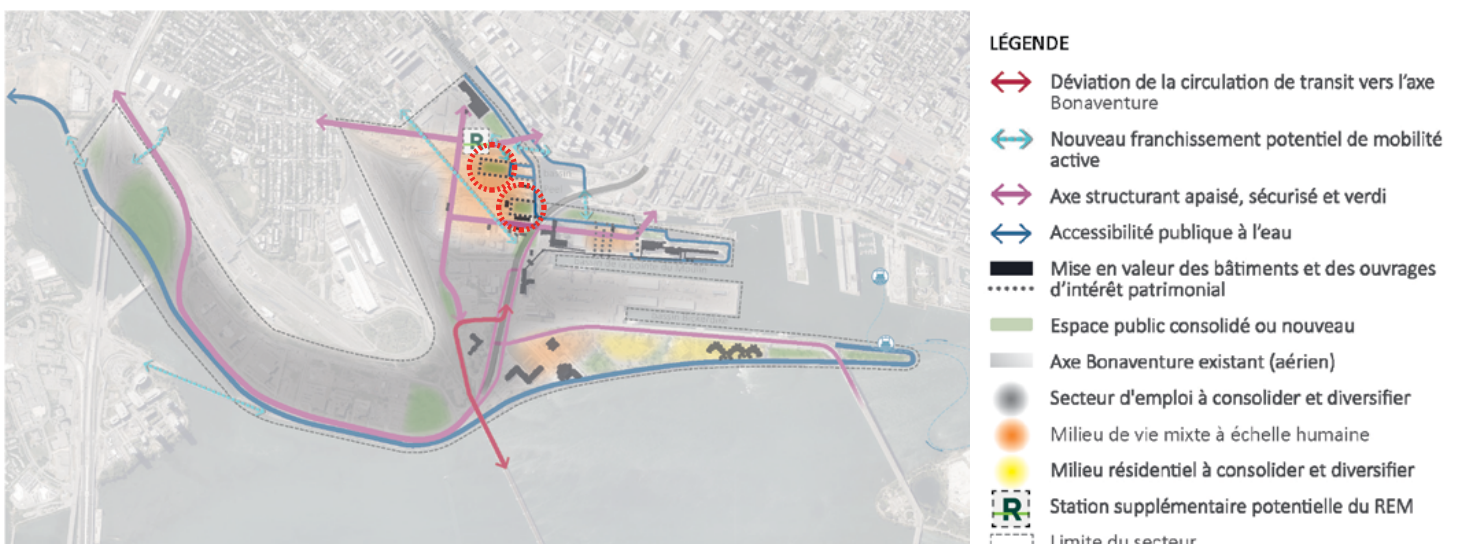 LÉGENDE
Déviation de la circulation de transit vers l'axe
Bonaventure
Nouveau franchissement potentiel de mobilité
active
Axe structurant apaisé, sécurisé et verdi
Accessibilité publique à l'eau
Mise en valeur des bâtiments et des ouvrages
d'intérêt patrimonial
Espace public consolidé ou nouveau
Axe Bonaventure existant (aérien)
Secteur d'emploi à consolider et diversifier
Milieu de vie mixte à échelle humaine
Milieu résidentiel à consolider et diversifier
R
Station supplémentaire potentielle du REM
Limite du secteur
R